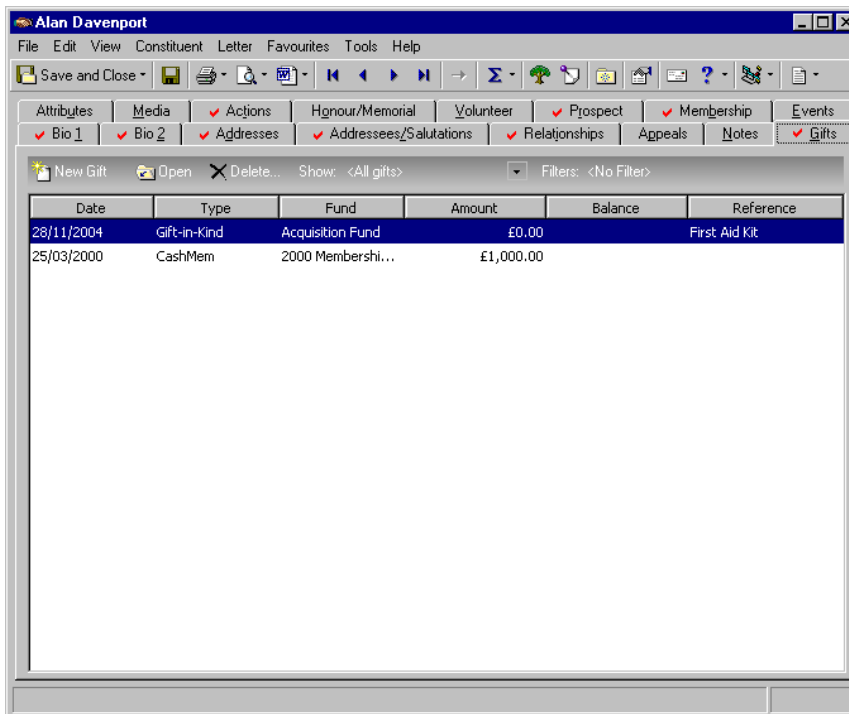 Alan Davenport
File Edit View Constituent Letter Favourites Tools Help
Save and Close Σ ?
Attributes Media Actions Honour/Memorial Volunteer Prospect Membership Events
Bio 1 Bio 2 Addresses Addressees/Salutations Relationships Appeals Notes Gifts
New Gift Open Delete... Show: <All gifts> Filters: <No Filter>
Date Type Fund Amount Balance Reference
28/11/2004 Gift-in-Kind Acquisition Fund £0.00 First Aid Kit
25/03/2000 CashMem 2000 Membershi... £1,000.00